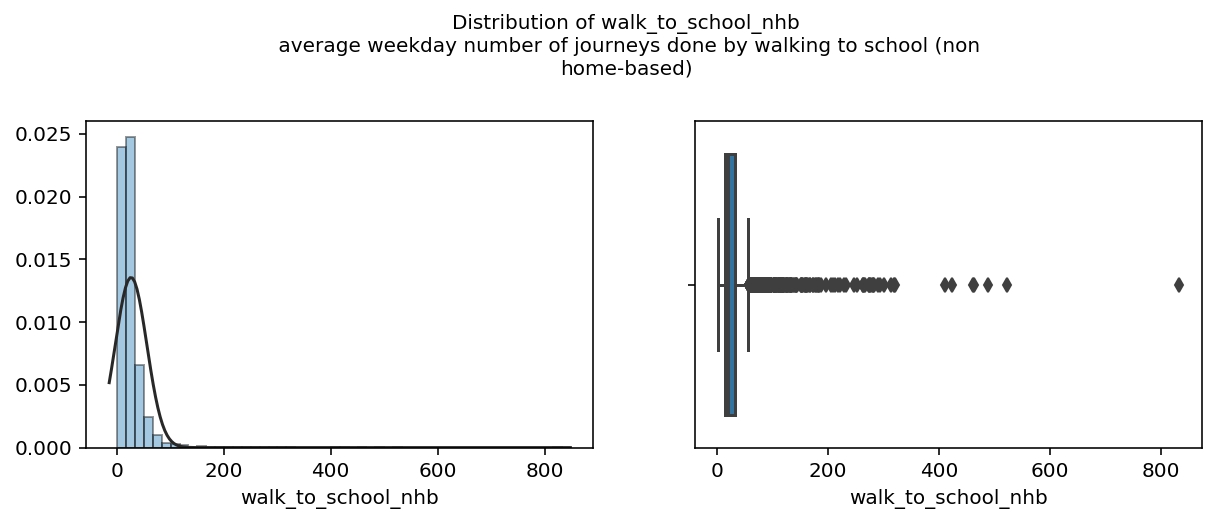 Distribution of walk_to_school_nhb
average weekday number of journeys done by walking to school (non
home-based)
0.025
0.020
0.015
0.010
0.005
0.000
0 200 400 600 800
walk_to_school_nhb
0 200 400 600 800
walk_to_school_nhb